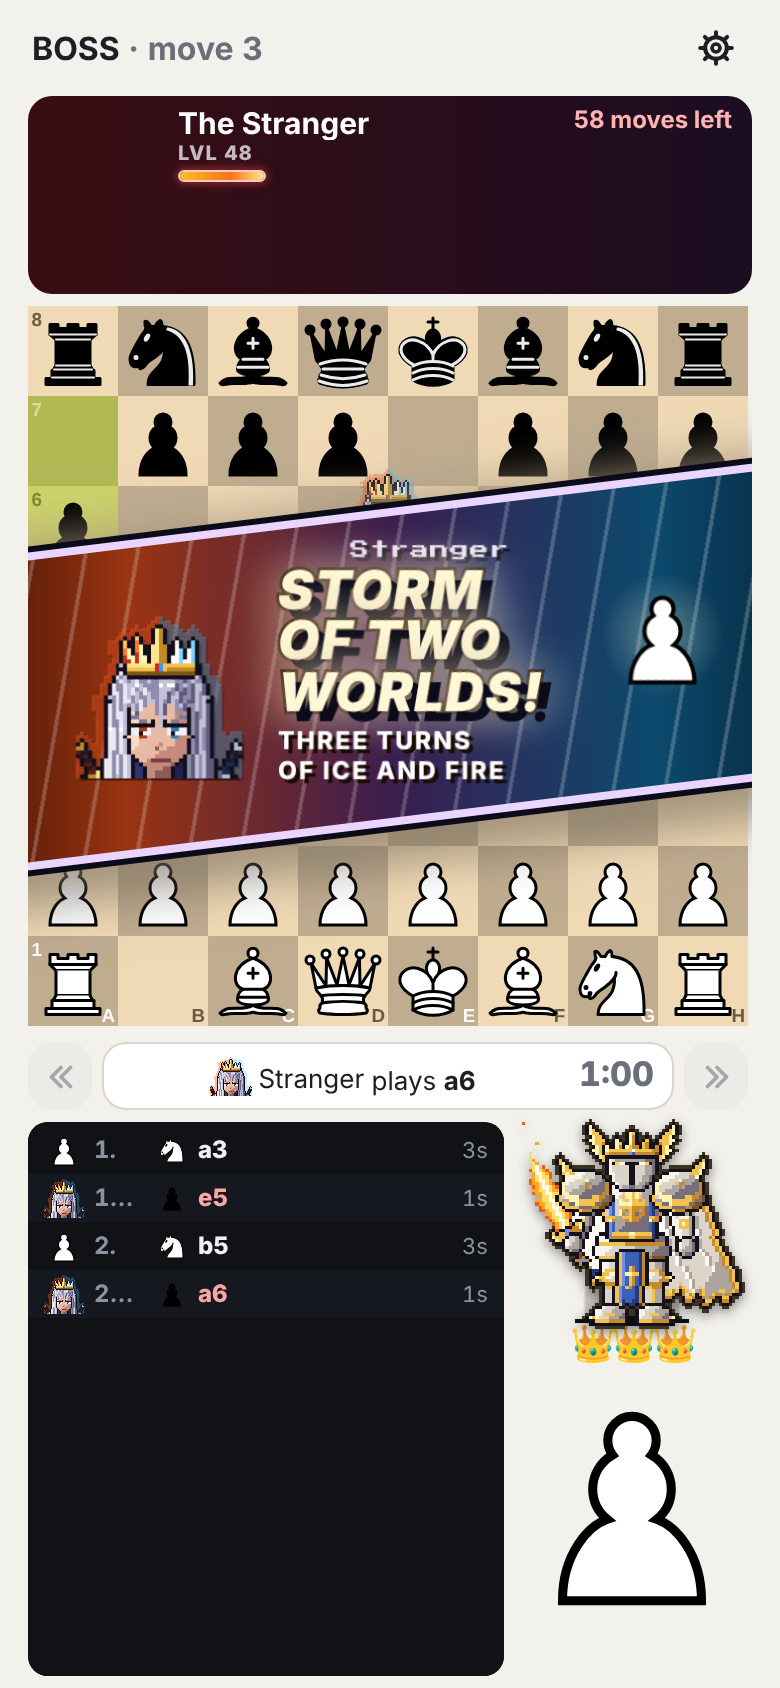 BOSS · move 3
The Stranger
58 moves left
LVL 48
8
7
6
Stranger
STORM
OF TWO
WORLDS!
THREE TURNS
OF ICE AND FIRE
1
A B C D E F G H
Stranger plays a6 1:00
1. a3 3s
1... e5 1s
2. b5 3s
2... a6 1s